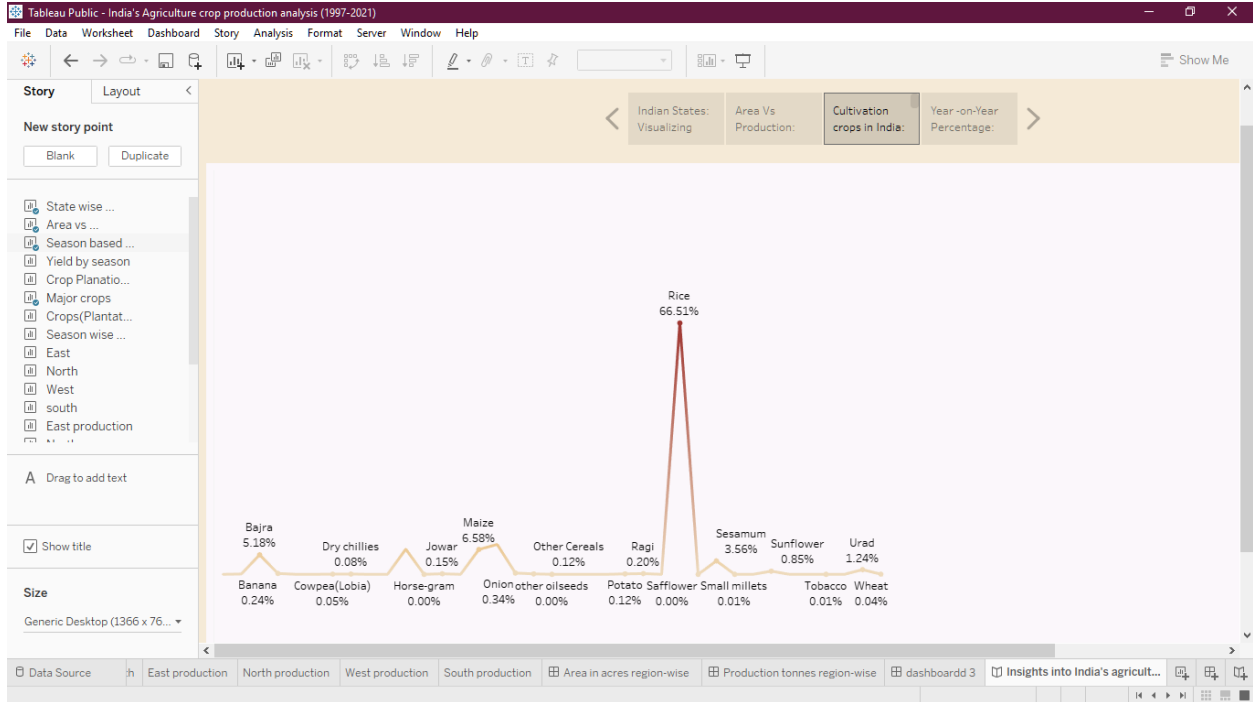 Tableau Public - India's Agriculture crop production analysis (1997-2021)
File Data Worksheet Dashboard Story Analysis Format Server Window Help
Show Me
Story Layout
New story point
Blank Duplicate
State wise ...
Area vs ...
Season based ...
Yield by season
Crop Planatio...
Major crops
Crops(Plantat...
Season wise ...
East
North
West
south
East production
A Drag to add text
Show title
Size
Generic Desktop (1366 x 76...
Indian States:
Visualizing
Area Vs
Production:
Cultivation
crops in India:
Year -on-Year
Percentage:
Rice
66.51%
Bajra
5.18%
Dry chillies
0.08%
Jowar
0.15%
Maize
6.58%
Other Cereals
0.12%
Ragi
0.20%
Sesamum
3.56%
Sunflower
0.85%
Urad
1.24%
Banana
0.24%
Cowpea(Lobia)
0.05%
Horse-gram
0.00%
Onion
0.34%
other oilseeds
0.00%
Potato
0.12%
Safflower
0.00%
Small millets
0.01%
Tobacco
0.01%
Wheat
0.04%
Data Source East production North production West production South production Area in acres region-wise Production tonnes region-wise dashboardd 3 Insights into India's agricult...